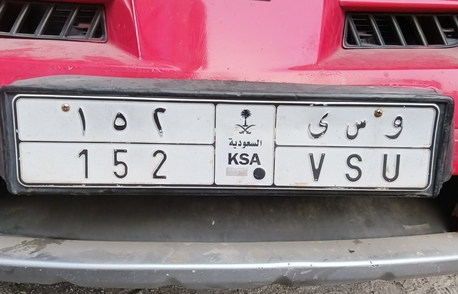 ١٥٢
و س ى
السعودية
KSA
152
VSU